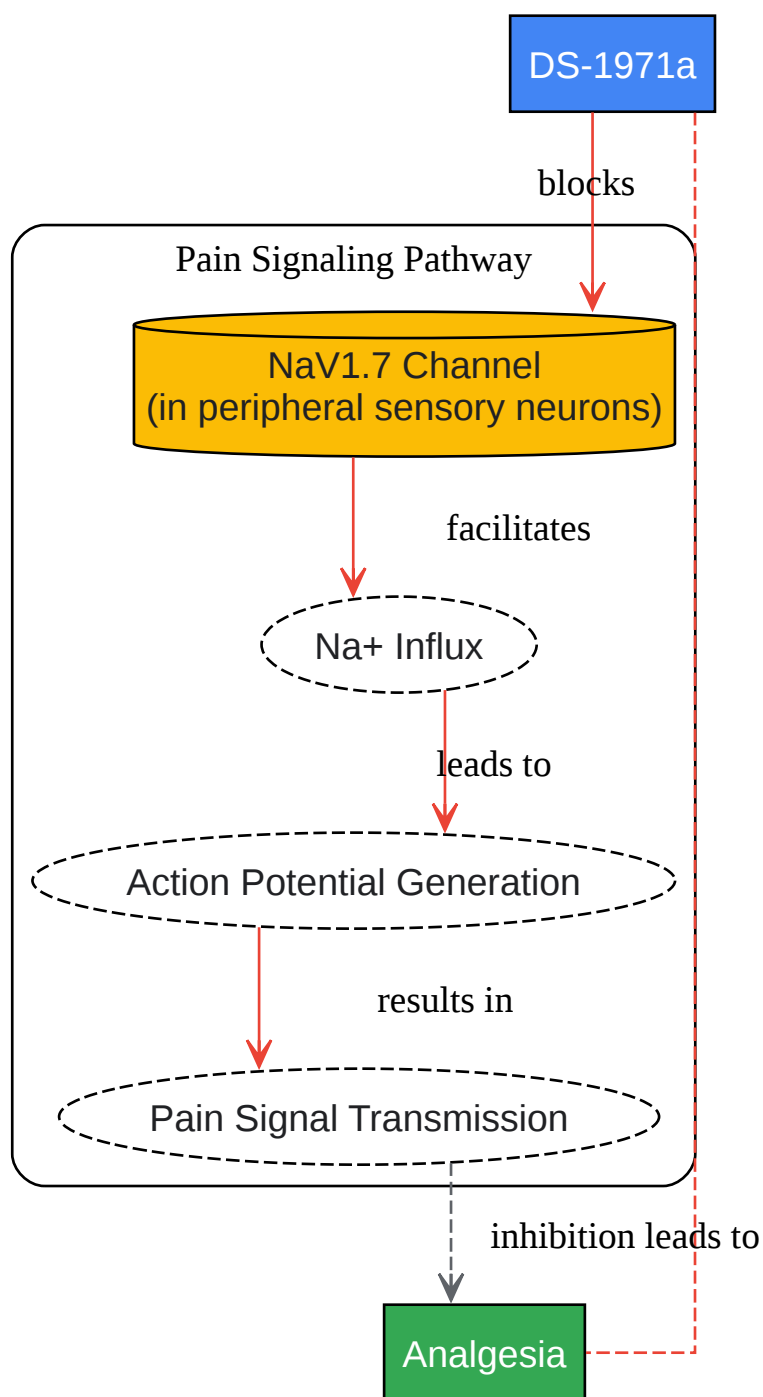 DS-1971a
blocks
Pain Signaling Pathway
NaV1.7 Channel
(in peripheral sensory neurons)
facilitates
Na+ Influx
leads to
Action Potential Generation
results in
Pain Signal Transmission
inhibition leads to
Analgesia